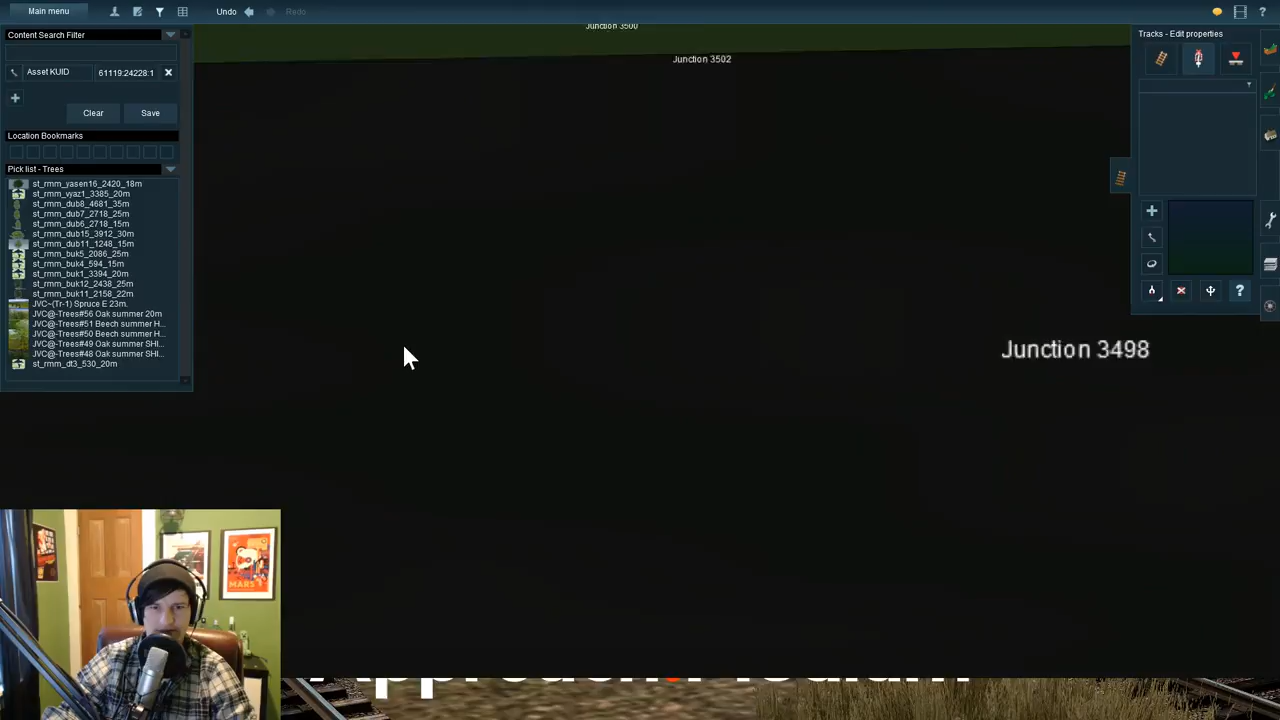 Main menu
Undo
Redo
Content Search Filter
Asset KUID
61119:24228:1
Clear
Save
Location Bookmarks
Pick list - Trees
st_rmm_yasen16_2420_18m
st_rmm_vyaz1_3385_20m
st_rmm_dub8_4681_35m
st_rmm_dub7_2718_25m
st_rmm_dub6_2718_15m
st_rmm_dub15_3912_30m
st_rmm_dub11_1248_15m
st_rmm_buk5_2086_25m
st_rmm_buk4_594_15m
st_rmm_buk1_3394_20m
st_rmm_buk12_2438_25m
st_rmm_buk11_2158_22m
JVC~(Tr-1) Spruce E 23m.
JVC@-Trees#56 Oak summer 20m
JVC@-Trees#51 Beech summer H...
JVC@-Trees#50 Beech summer H...
JVC@-Trees#49 Oak summer SHI...
JVC@-Trees#48 Oak summer SHI...
st_rmm_dt3_530_20m
Junction 3500
Junction 3502
Junction 3498
Tracks - Edit properties
?
?
MARS